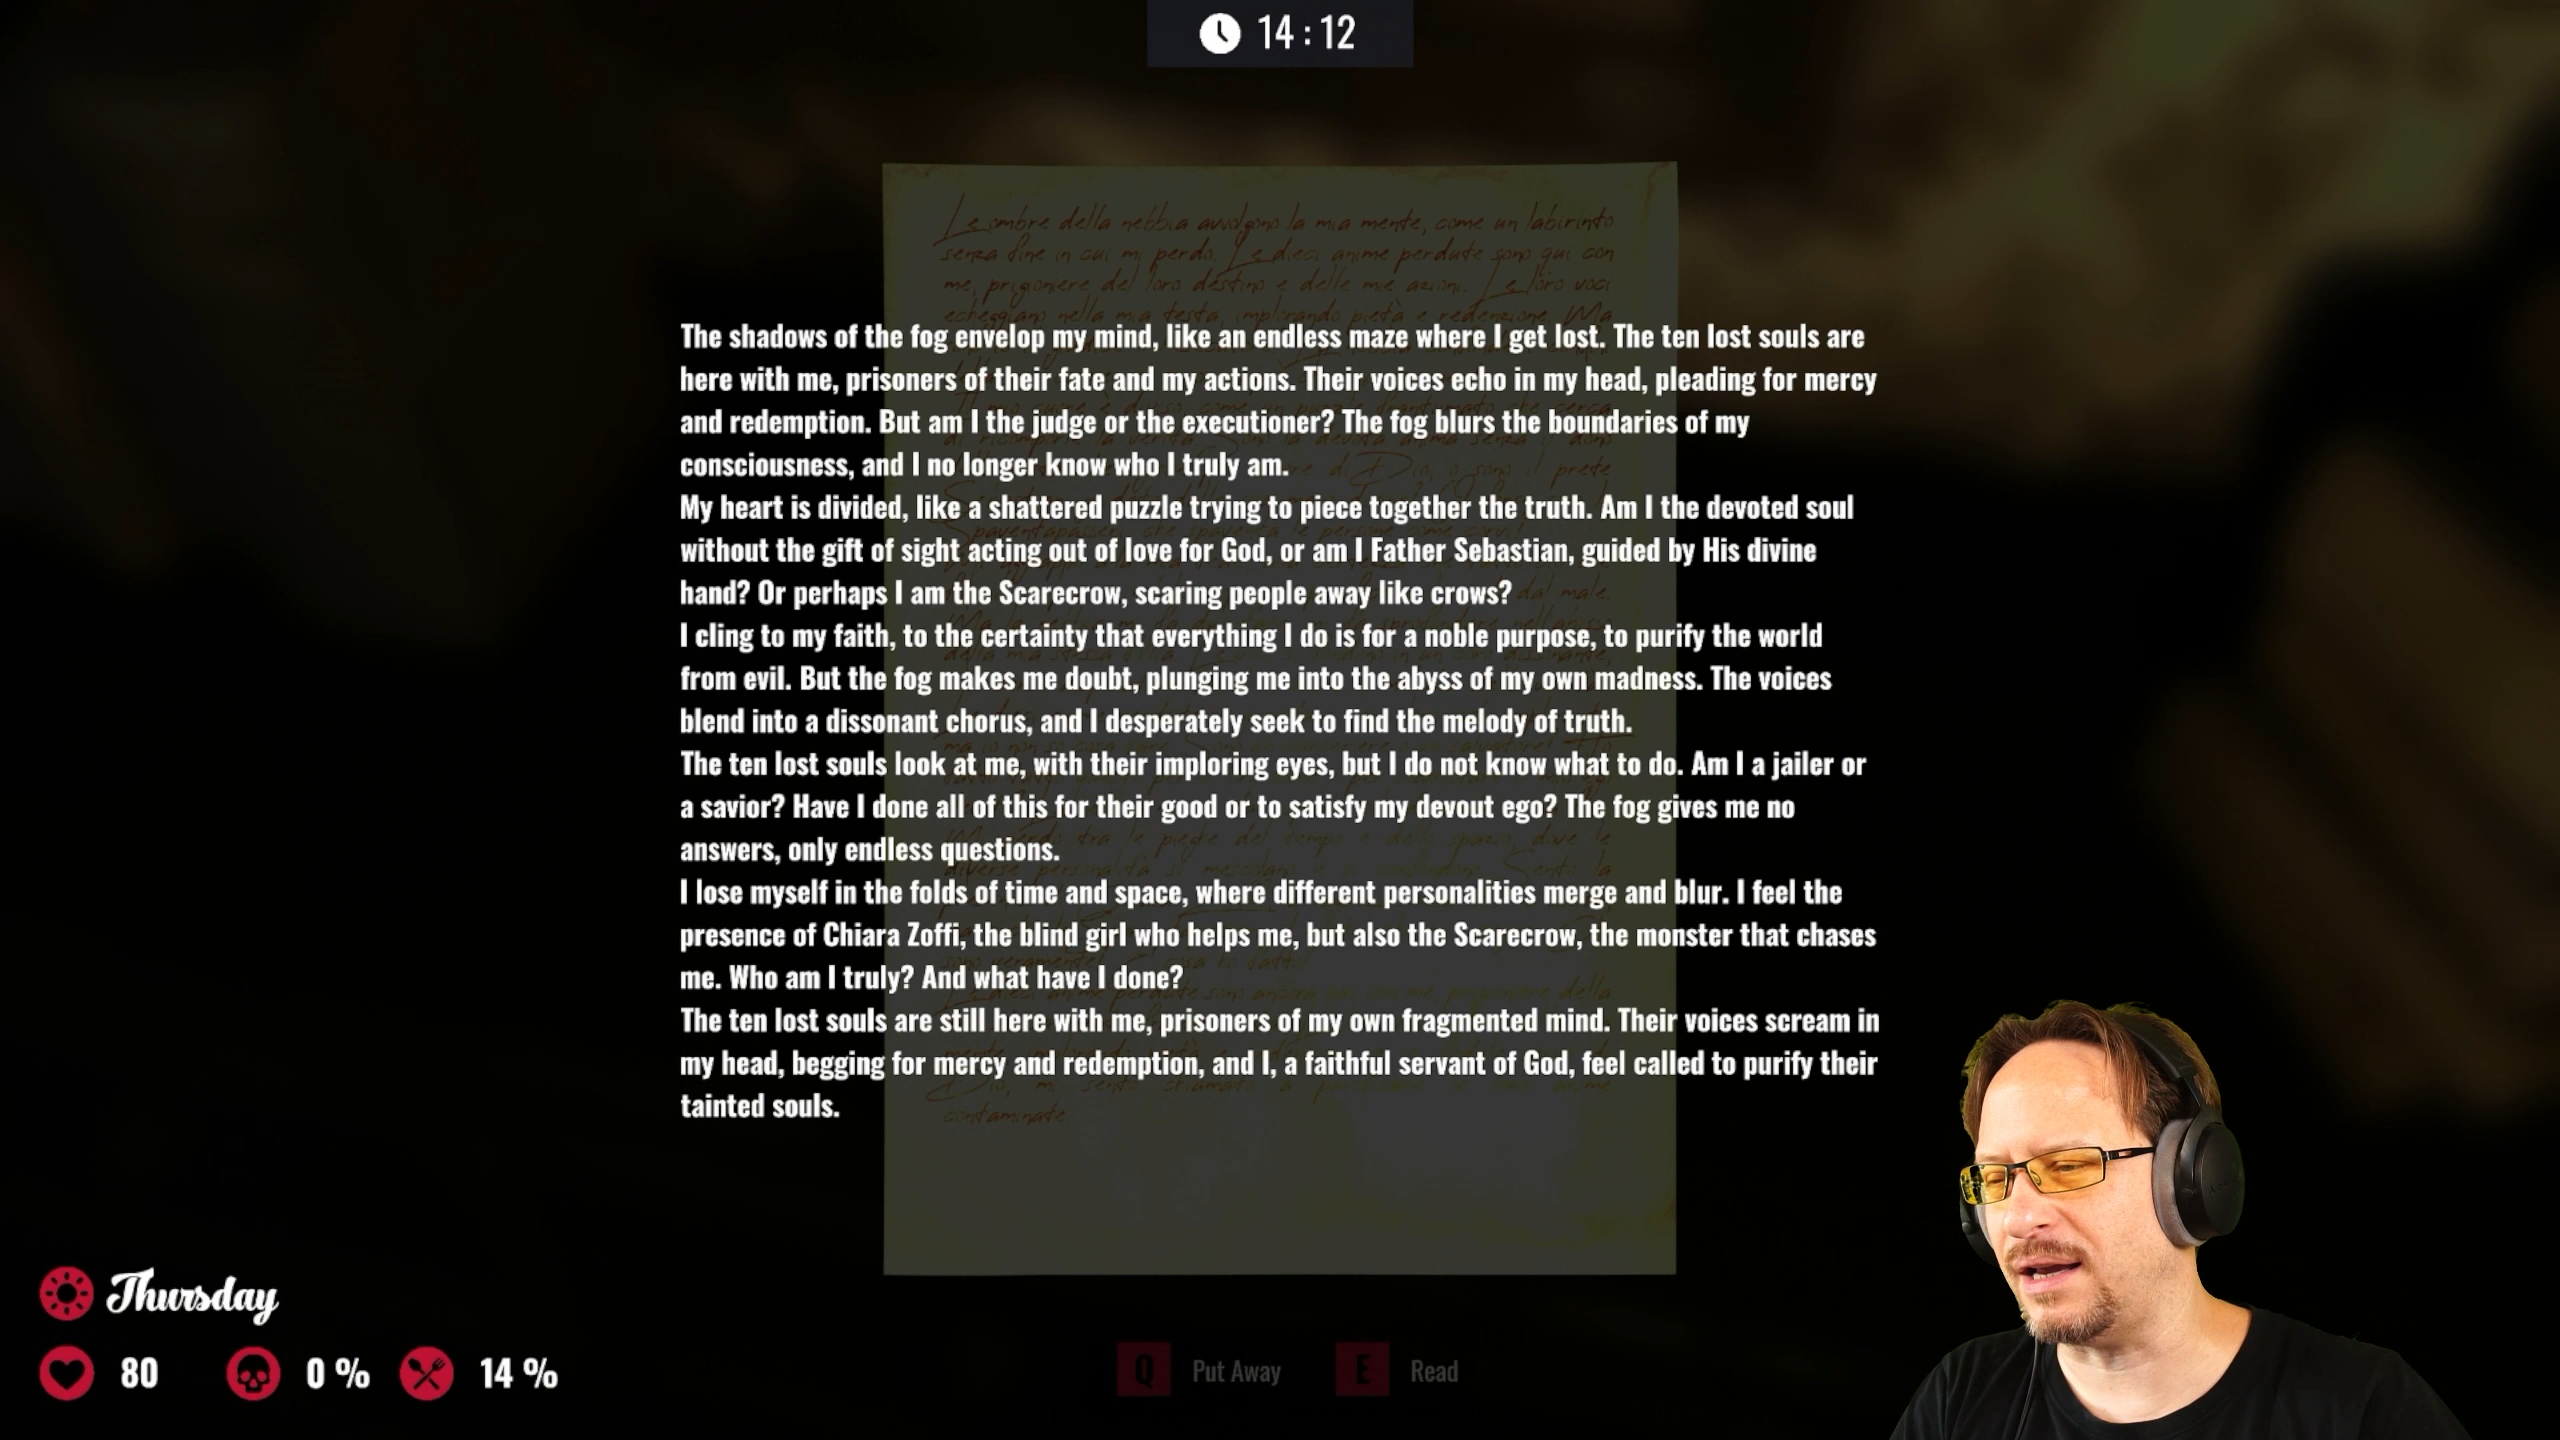 14:12
Le ombre della nebbia avvolgono la mia mente, come un labirinto
senza fine in cui mi perdo. Le dieci anime perdute sono qui con
me, prigioniere del loro destino e delle mie azioni. Le loro voci
echeggiano nella mia testa, implorando pietà e redenzione. Ma
The shadows of the fog envelop my mind, like an endless maze where I get lost. The ten lost souls are
here with me, prisoners of their fate and my actions. Their voices echo in my head, pleading for mercy
and redemption. But am I the judge or the executioner? The fog blurs the boundaries of my
consciousness, and I no longer know who I truly am.
My heart is divided, like a shattered puzzle trying to piece together the truth. Am I the devoted soul
without the gift of sight acting out of love for God, or am I Father Sebastian, guided by His divine
hand? Or perhaps I am the Scarecrow, scaring people away like crows?
I cling to my faith, to the certainty that everything I do is for a noble purpose, to purify the world
from evil. But the fog makes me doubt, plunging me into the abyss of my own madness. The voices
blend into a dissonant chorus, and I desperately seek to find the melody of truth.
The ten lost souls look at me, with their imploring eyes, but I do not know what to do. Am I a jailer or
a savior? Have I done all of this for their good or to satisfy my devout ego? The fog gives me no
answers, only endless questions.
I lose myself in the folds of time and space, where different personalities merge and blur. I feel the
presence of Chiara Zoffi, the blind girl who helps me, but also the Scarecrow, the monster that chases
me. Who am I truly? And what have I done?
The ten lost souls are still here with me, prisoners of my own fragmented mind. Their voices scream in
my head, begging for mercy and redemption, and I, a faithful servant of God, feel called to purify their
tainted souls.
contaminate
Thursday
80 0 % 14 %
Q Put Away E Read